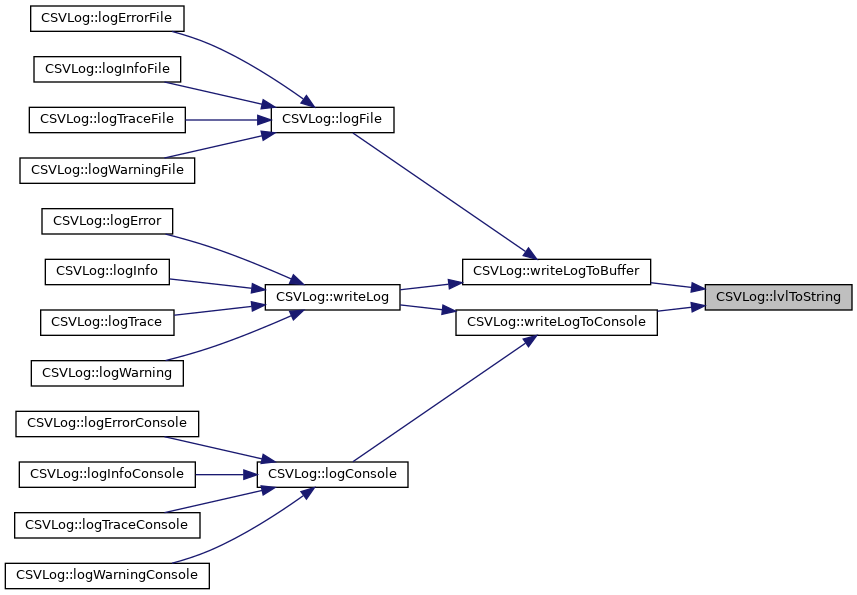 CSVLog::logErrorFile
CSVLog::logInfoFile
CSVLog::logTraceFile
CSVLog::logFile
CSVLog::logWarningFile
CSVLog::logError
CSVLog::logInfo
CSVLog::writeLogToBuffer
CSVLog::writeLog
CSVLog::lvlToString
CSVLog::logTrace
CSVLog::writeLogToConsole
CSVLog::logWarning
CSVLog::logErrorConsole
CSVLog::logInfoConsole
CSVLog::logConsole
CSVLog::logTraceConsole
CSVLog::logWarningConsole